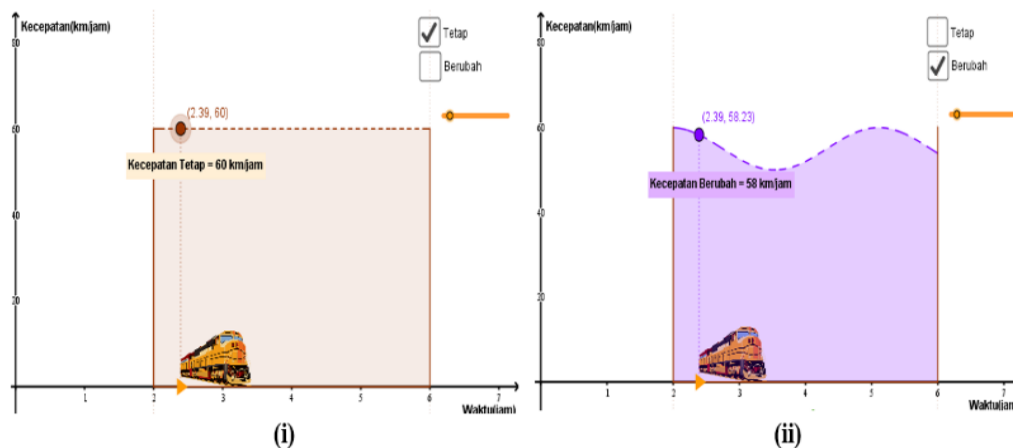 Kecepatan(km/jam)
80
Tetap
Berubah
(2.39, 60)
60
Kecepatan Tetap = 60 km/jam
40
20
1 2 3 4 5 6 7
Waktu(jam)
(i)
Kecepatan(km/jam)
80
Tetap
Berubah
(2.39, 58.23)
60
Kecepatan Berubah = 58 km/jam
40
20
1 2 3 4 5 6 7
Waktu(jam
(ii)